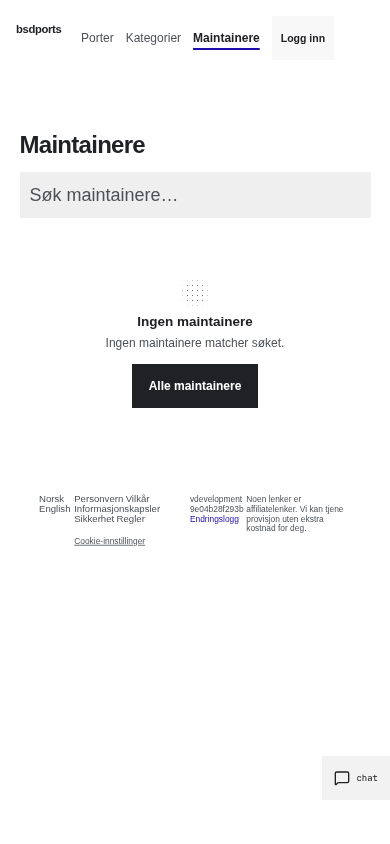 bsdports
Porter Kategorier Maintainere Logg inn
Maintainere
Søk maintainere…
Ingen maintainere
Ingen maintainere matcher søket.
Alle maintainere
Norsk
English
Personvern Vilkår
Informasjonskapsler
Sikkerhet Regler
Cookie-innstillinger
vdevelopment
9e04b28f293b
Endringslogg
Noen lenker er
affiliatelenker. Vi kan tjene
provisjon uten ekstra
kostnad for deg.
chat